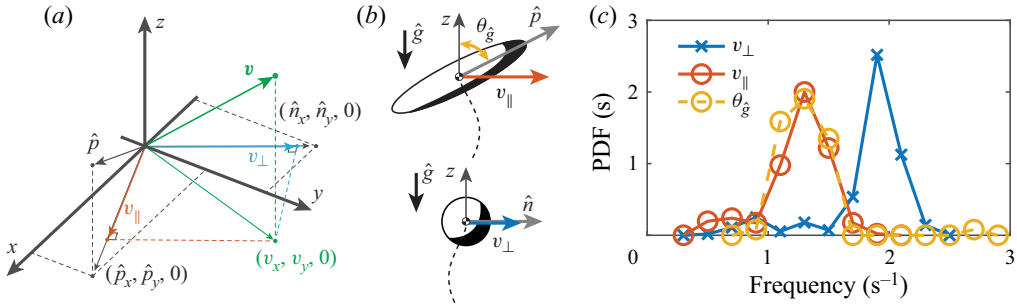 (a)
z
v
(n̂x, n̂y, 0)
p̂
v⊥
v∥
y
x
(p̂x, p̂y, 0)
(vx, vy, 0)
(b)
ĝ
z
θĝ
p̂
v∥
ĝ
z
n̂
v⊥
(c)
3
2
1
0
PDF (s)
v⊥
v∥
θĝ
0 1 2 3
Frequency (s⁻¹)